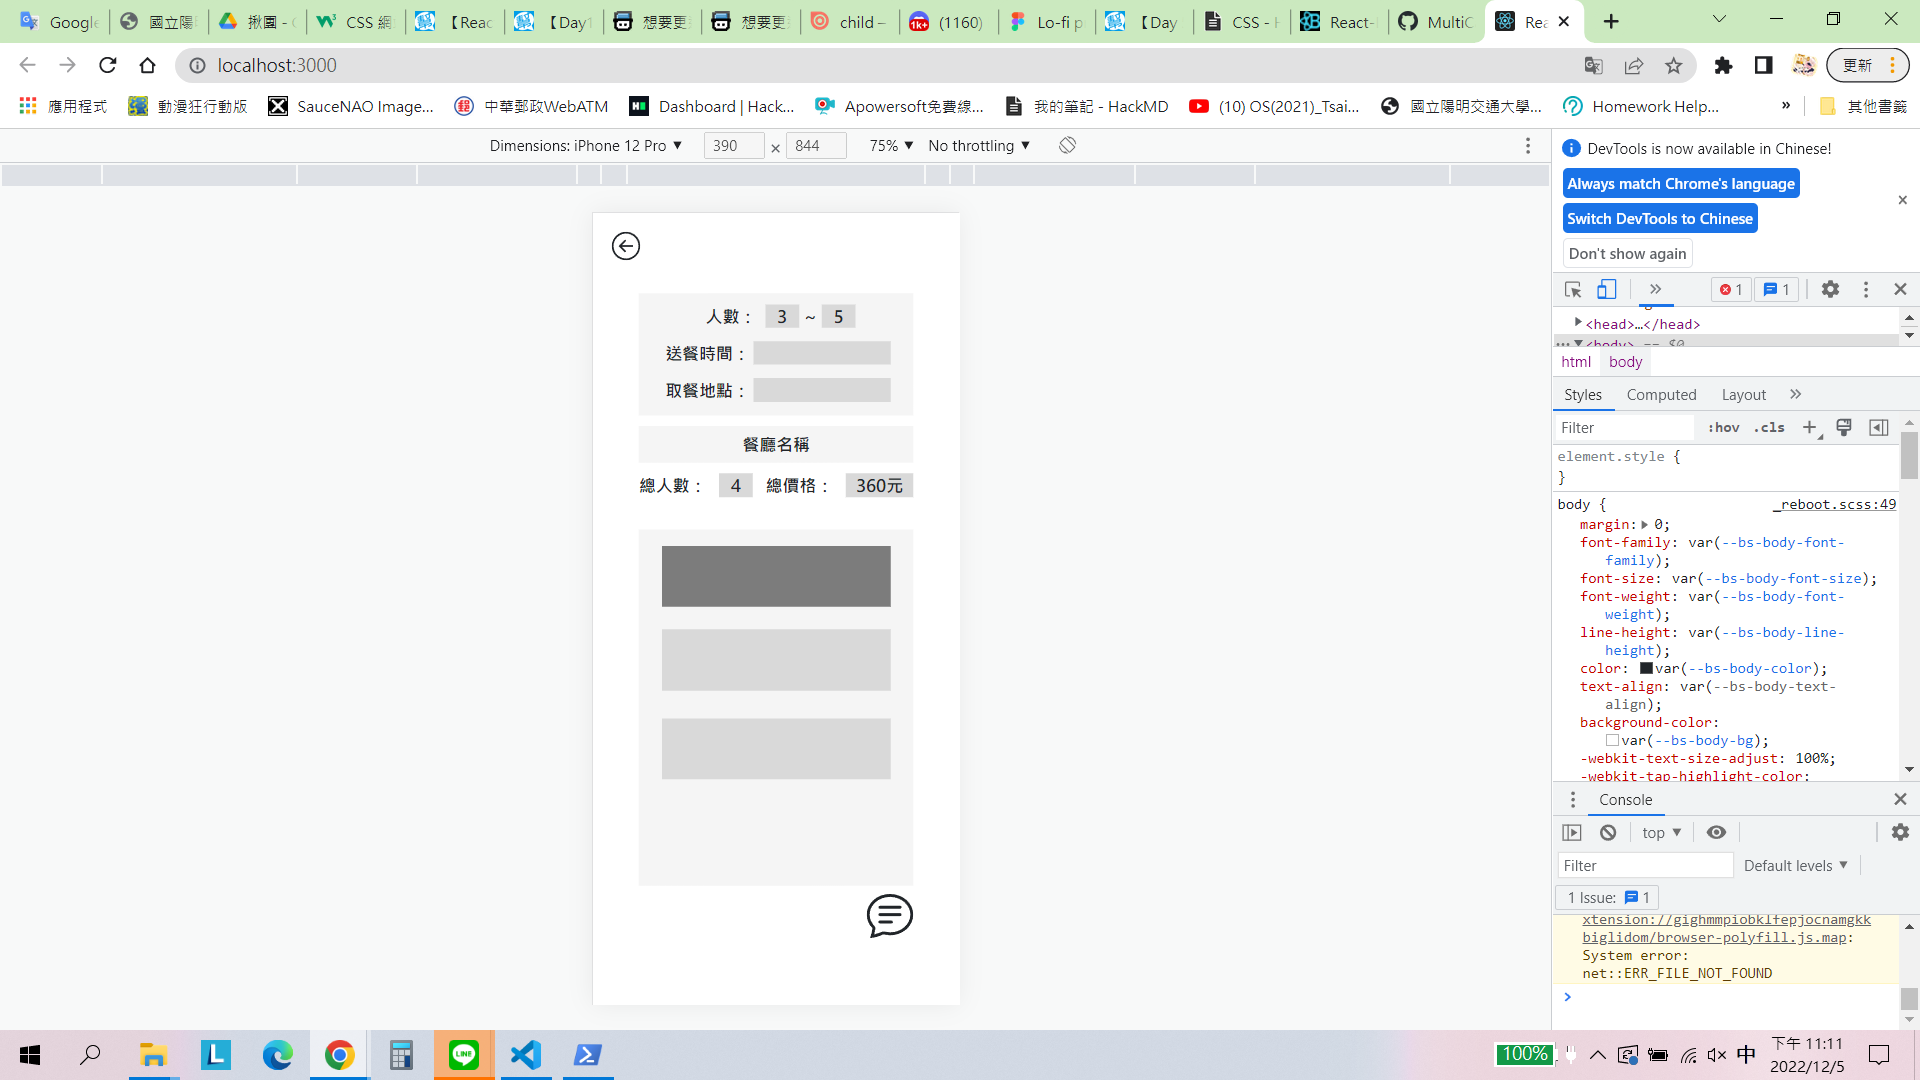 Google
國立陽
揪團 - C
CSS 網
【Reac
【Day1
想要更
想要更
child –
(1160)
Lo-fi p
【Day
CSS - H
React-
MultiC
Rea
localhost:3000
更新
應用程式
動漫狂行動版
SauceNAO Image...
中華郵政WebATM
Dashboard | Hack...
Apowersoft免費線...
我的筆記 - HackMD
(10) OS(2021)_Tsai...
國立陽明交通大學...
Homework Help...
»
其他書籤
Dimensions: iPhone 12 Pro ▼ 390 × 844 75% ▼ No throttling ▼
DevTools is now available in Chinese!
Always match Chrome's language
Switch DevTools to Chinese
Don't show again
1
1
<head>…</head>
<body> == $0
html body
Styles Computed Layout »
Filter :hov .cls
element.style {
}
body { _reboot.scss:49
margin: 0;
font-family: var(--bs-body-font-
family);
font-size: var(--bs-body-font-size);
font-weight: var(--bs-body-font-
weight);
line-height: var(--bs-body-line-
height);
color: var(--bs-body-color);
text-align: var(--bs-body-text-
align);
background-color:
var(--bs-body-bg);
-webkit-text-size-adjust: 100%;
-webkit-tap-highlight-color:
Console
top ▼
Filter Default levels ▼
1 Issue: 1
xtension://gighmmpiobklfepjocnamgkk
biglidom/browser-polyfill.js.map:
System error:
net::ERR_FILE_NOT_FOUND
人數： 3 ~ 5
送餐時間：
取餐地點：
餐廳名稱
總人數： 4 總價格： 360元
100%
中
下午 11:11
2022/12/5